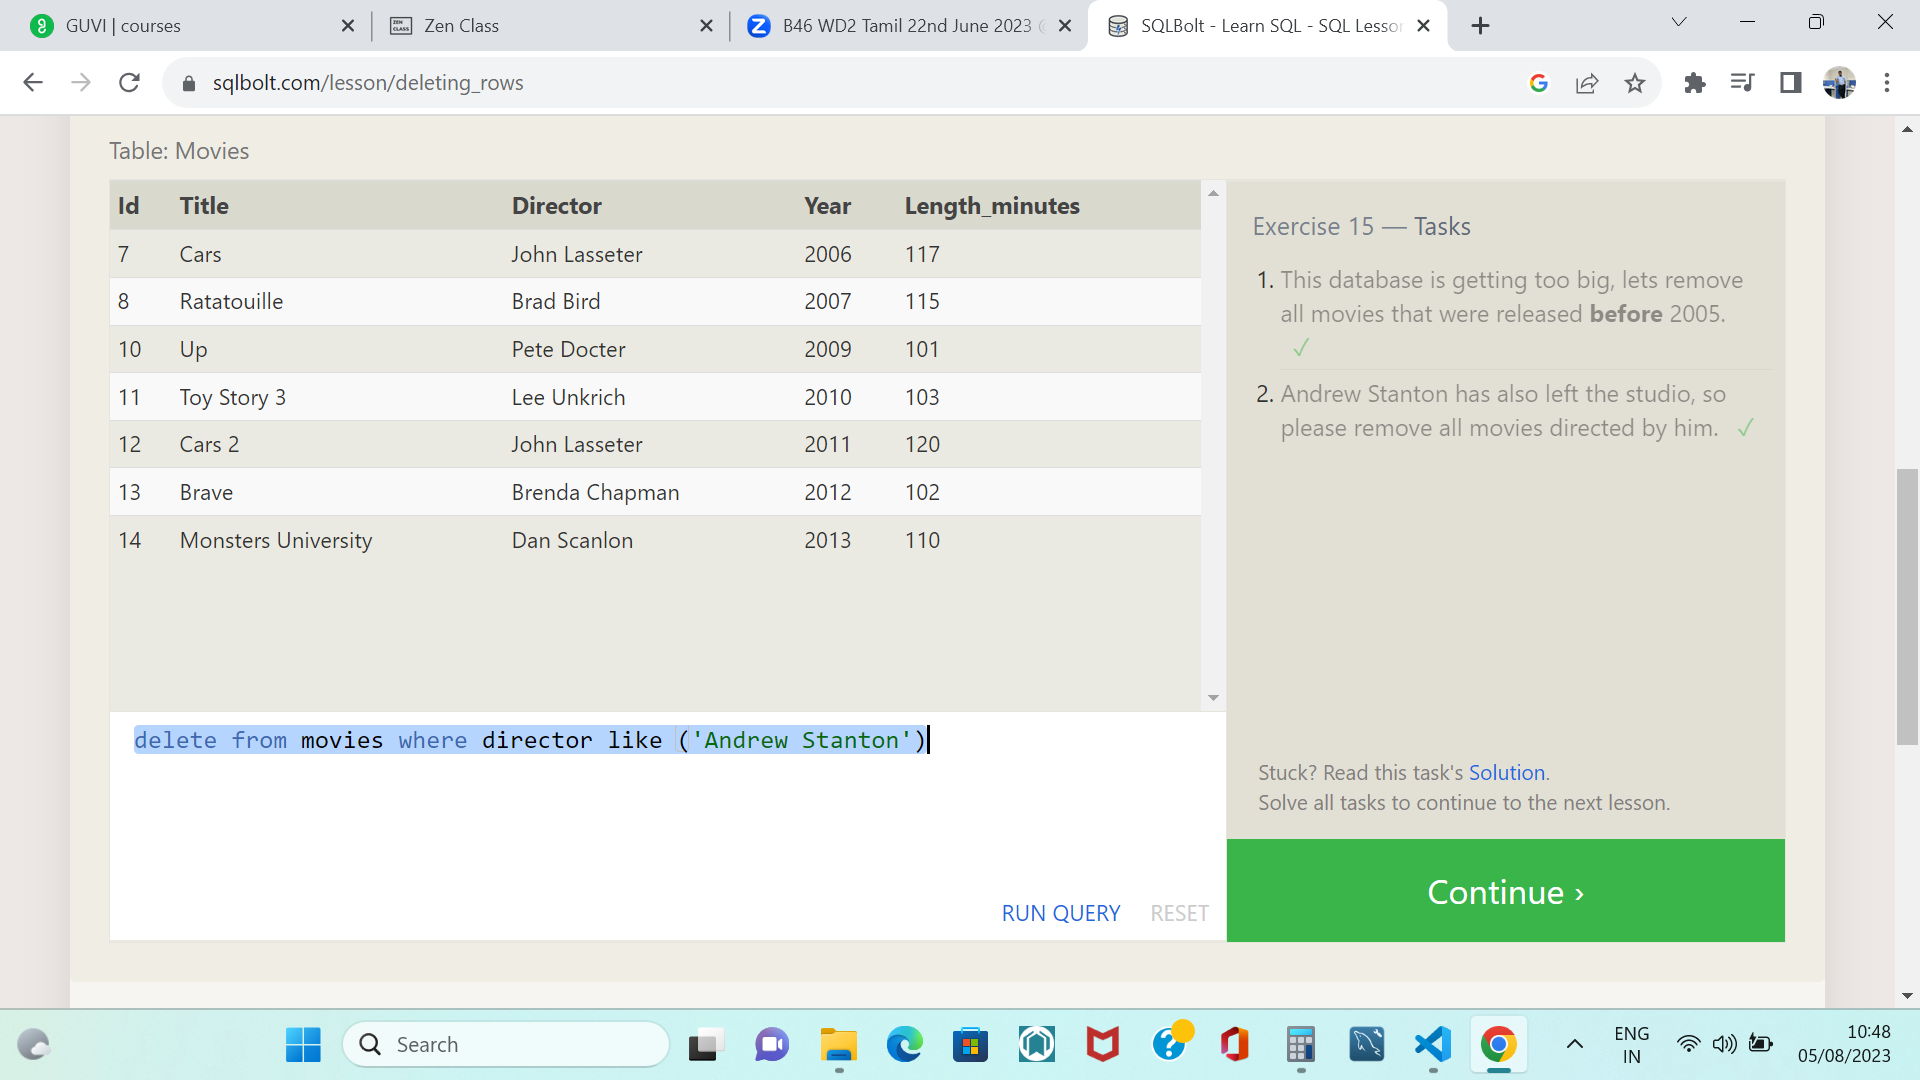 GUVI | courses
Zen Class
B46 WD2 Tamil 22nd June 2023
SQLBolt - Learn SQL - SQL Lesson
sqlbolt.com/lesson/deleting_rows
Table: Movies
Id Title Director Year Length_minutes
7 Cars John Lasseter 2006 117
8 Ratatouille Brad Bird 2007 115
10 Up Pete Docter 2009 101
11 Toy Story 3 Lee Unkrich 2010 103
12 Cars 2 John Lasseter 2011 120
13 Brave Brenda Chapman 2012 102
14 Monsters University Dan Scanlon 2013 110
Exercise 15 — Tasks
1. This database is getting too big, lets remove
all movies that were released before 2005.
✓
2. Andrew Stanton has also left the studio, so
please remove all movies directed by him. ✓
delete from movies where director like ('Andrew Stanton')
RUN QUERY RESET
Stuck? Read this task's Solution.
Solve all tasks to continue to the next lesson.
Continue ›
Search
ENG
IN
10:48
05/08/2023